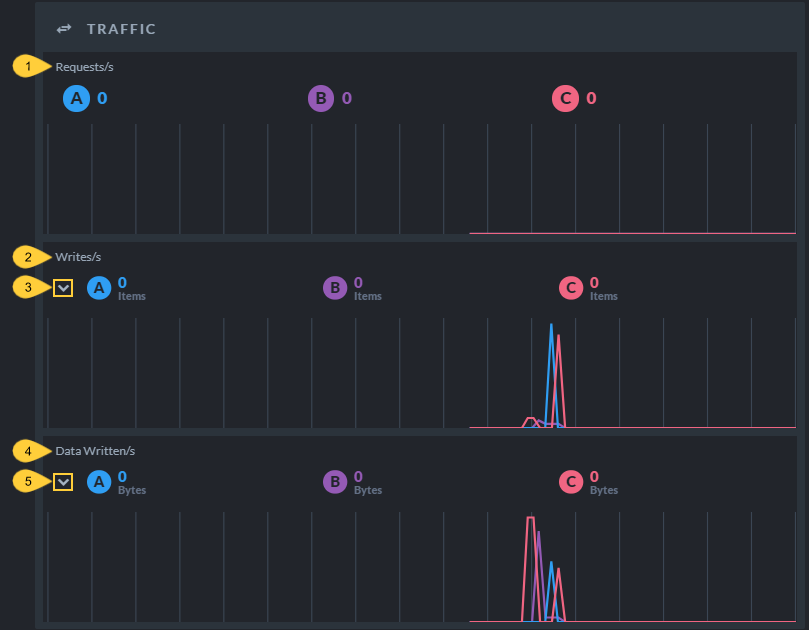 TRAFFIC
1 Requests/s
A 0 B 0 C 0
2 Writes/s
3 A 0 Items B 0 Items C 0 Items
4 Data Written/s
5 A 0 Bytes B 0 Bytes C 0 Bytes